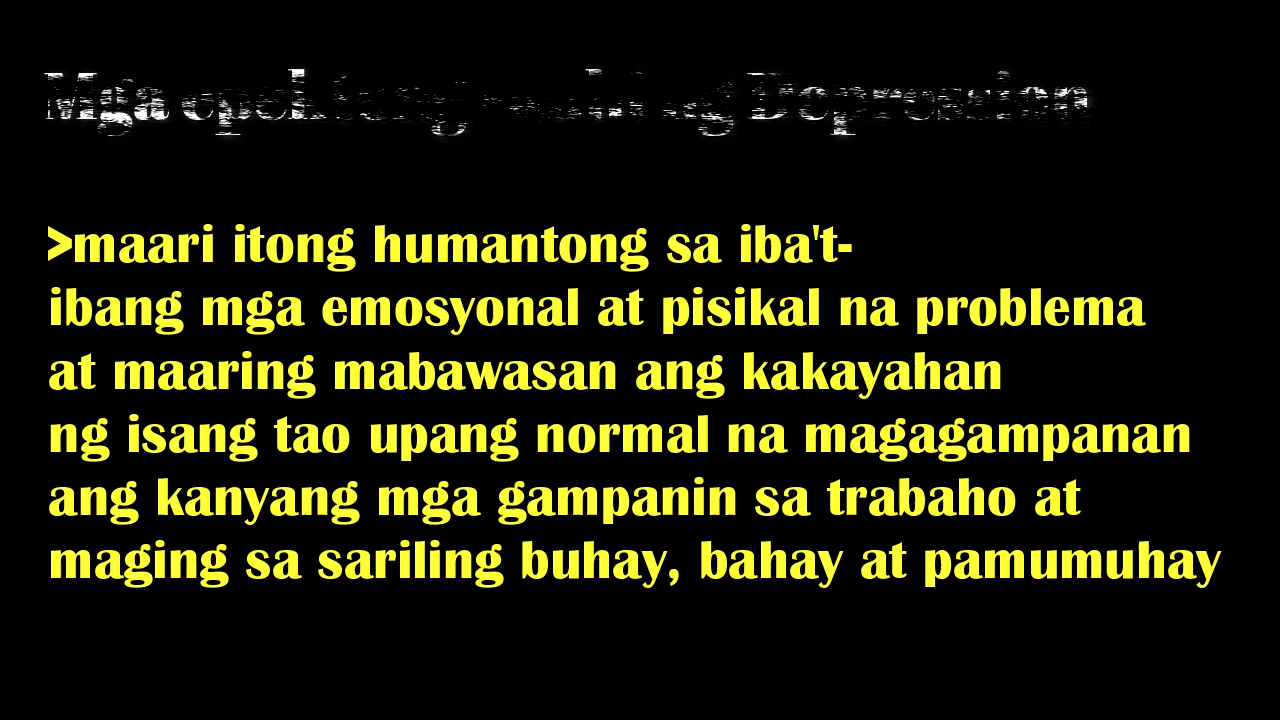 Mga epekto ng sakit ng Depression
>maari itong humantong sa iba't-
ibang mga emosyonal at pisikal na problema
at maaring mabawasan ang kakayahan
ng isang tao upang normal na magagampanan
ang kanyang mga gampanin sa trabaho at
maging sa sariling buhay, bahay at pamumuhay